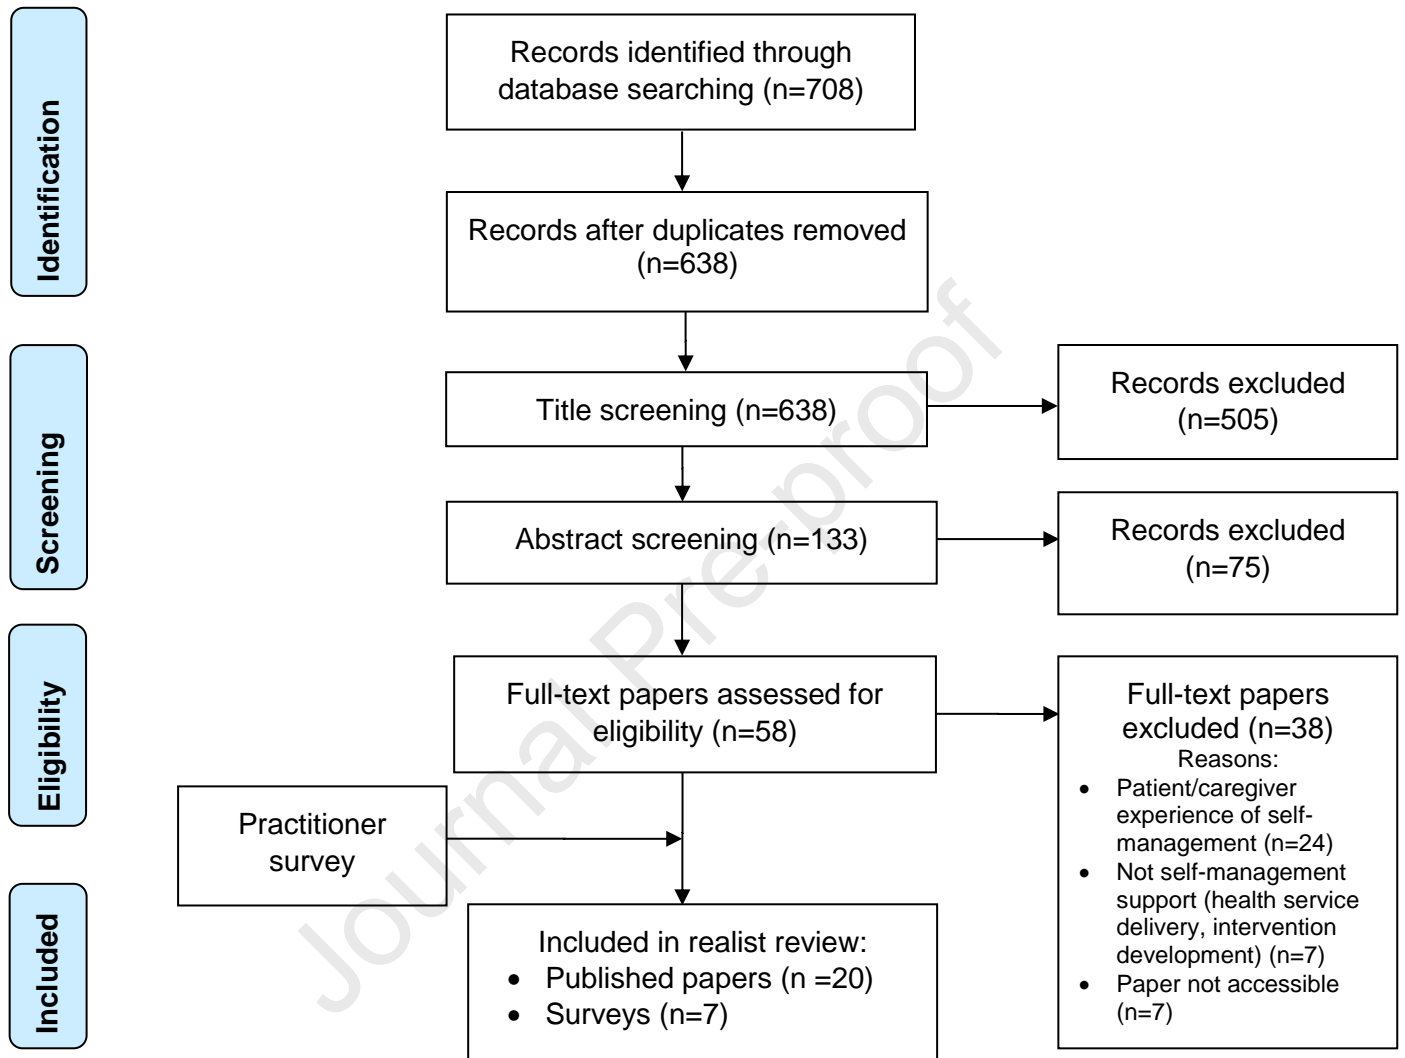 Identification
Records identified through
database searching (n=708)
Records after duplicates removed
(n=638)
Screening
Title screening (n=638)
Records excluded
(n=505)
Abstract screening (n=133)
Records excluded
(n=75)
Eligibility
Full-text papers assessed for
eligibility (n=58)
Full-text papers
excluded (n=38)
Reasons:
• Patient/caregiver
experience of self-
management (n=24)
• Not self-management
support (health service
delivery, intervention
development) (n=7)
• Paper not accessible
(n=7)
Practitioner
survey
Included
Included in realist review:
• Published papers (n =20)
• Surveys (n=7)
Journal Pre-proof